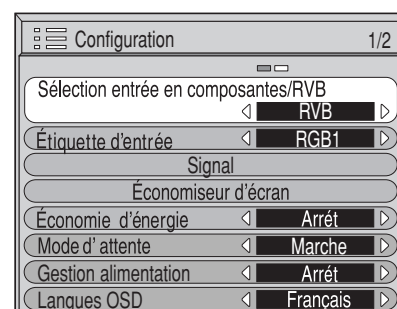 Configuration 1/2
Sélection entrée en composantes/RVB
RVB
Étiquette d'entrée RGB1
Signal
Économiseur d'écran
Économie d'énergie Arrét
Mode d' attente Marche
Gestion alimentation Arrét
Langues OSD Français